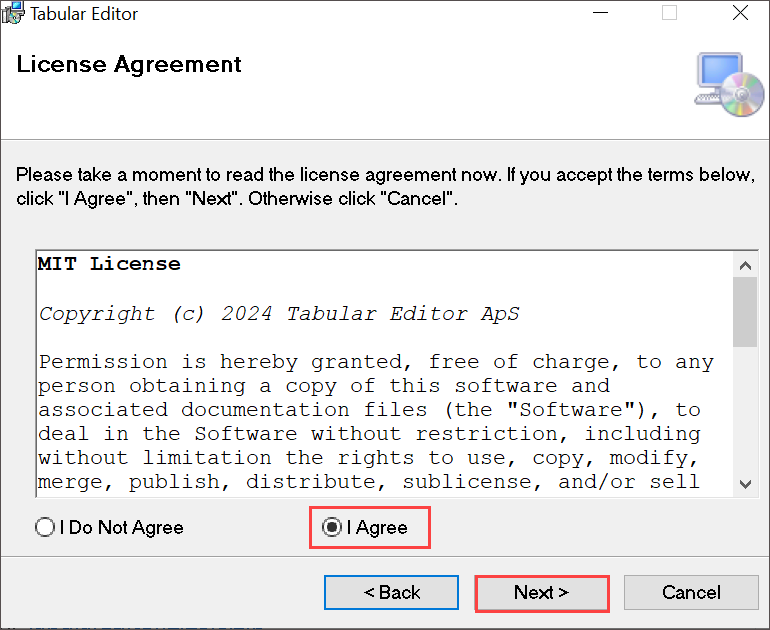 Tabular Editor
License Agreement
Please take a moment to read the license agreement now. If you accept the terms below,
click "I Agree", then "Next". Otherwise click "Cancel".
MIT License
Copyright (c) 2024 Tabular Editor ApS
Permission is hereby granted, free of charge, to any
person obtaining a copy of this software and
associated documentation files (the "Software"), to
deal in the Software without restriction, including
without limitation the rights to use, copy, modify,
merge, publish, distribute, sublicense, and/or sell
I Do Not Agree I Agree
< Back Next > Cancel